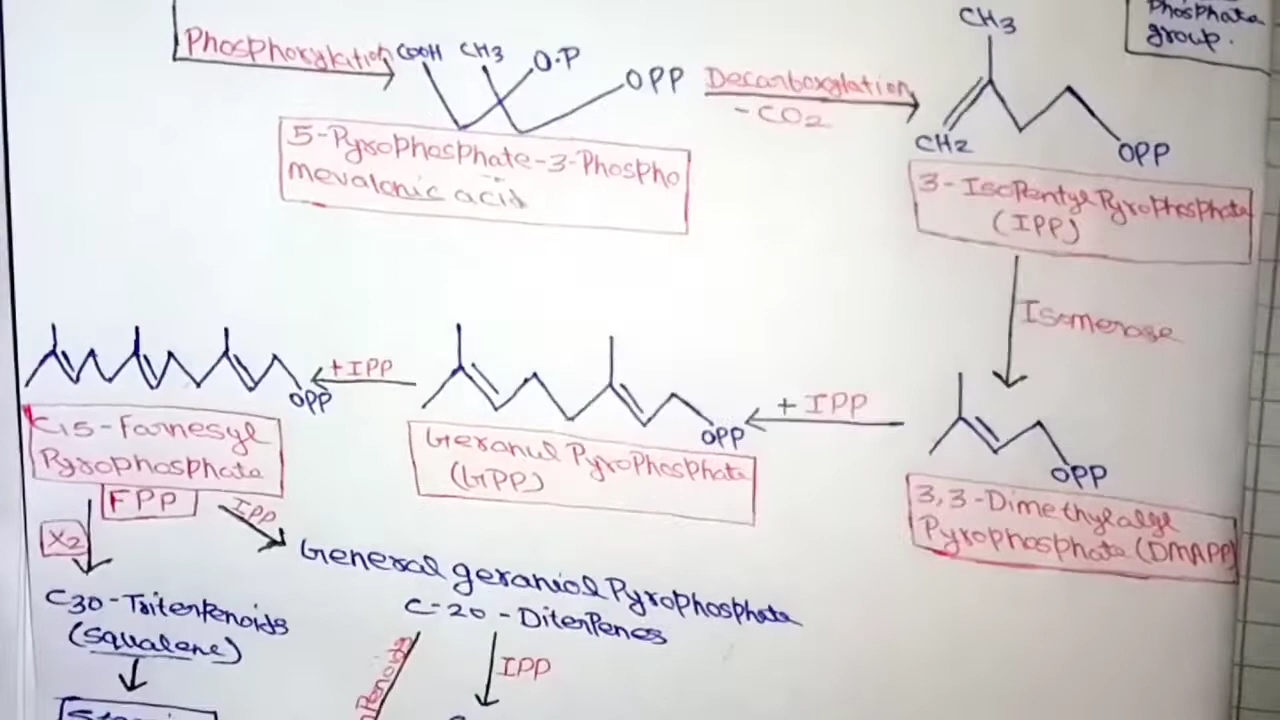 Phosphate
group.
Phosphorylation
COOH CH3 O·P
OPP
Decarboxylation
- CO2
CH3
CH2
OPP
5-Pyrophosphate-3-Phospho
mevalonic acid
3-IsoPentyl Pyrophosphate
(IPP)
Isomerase
OPP
3,3-Dimethylalyl
Pyrophosphate (DMAPP)
+ IPP
OPP
Geranul Pyrophosphate
(GPP)
+IPP
OPP
C15-Farnesyl
Pyrophosphate
FPP
IPP
X2
General geraniol Pyrophosphate
C-20 - DiterPenes
C30-Triterpenoids
(Squalene)
IPP